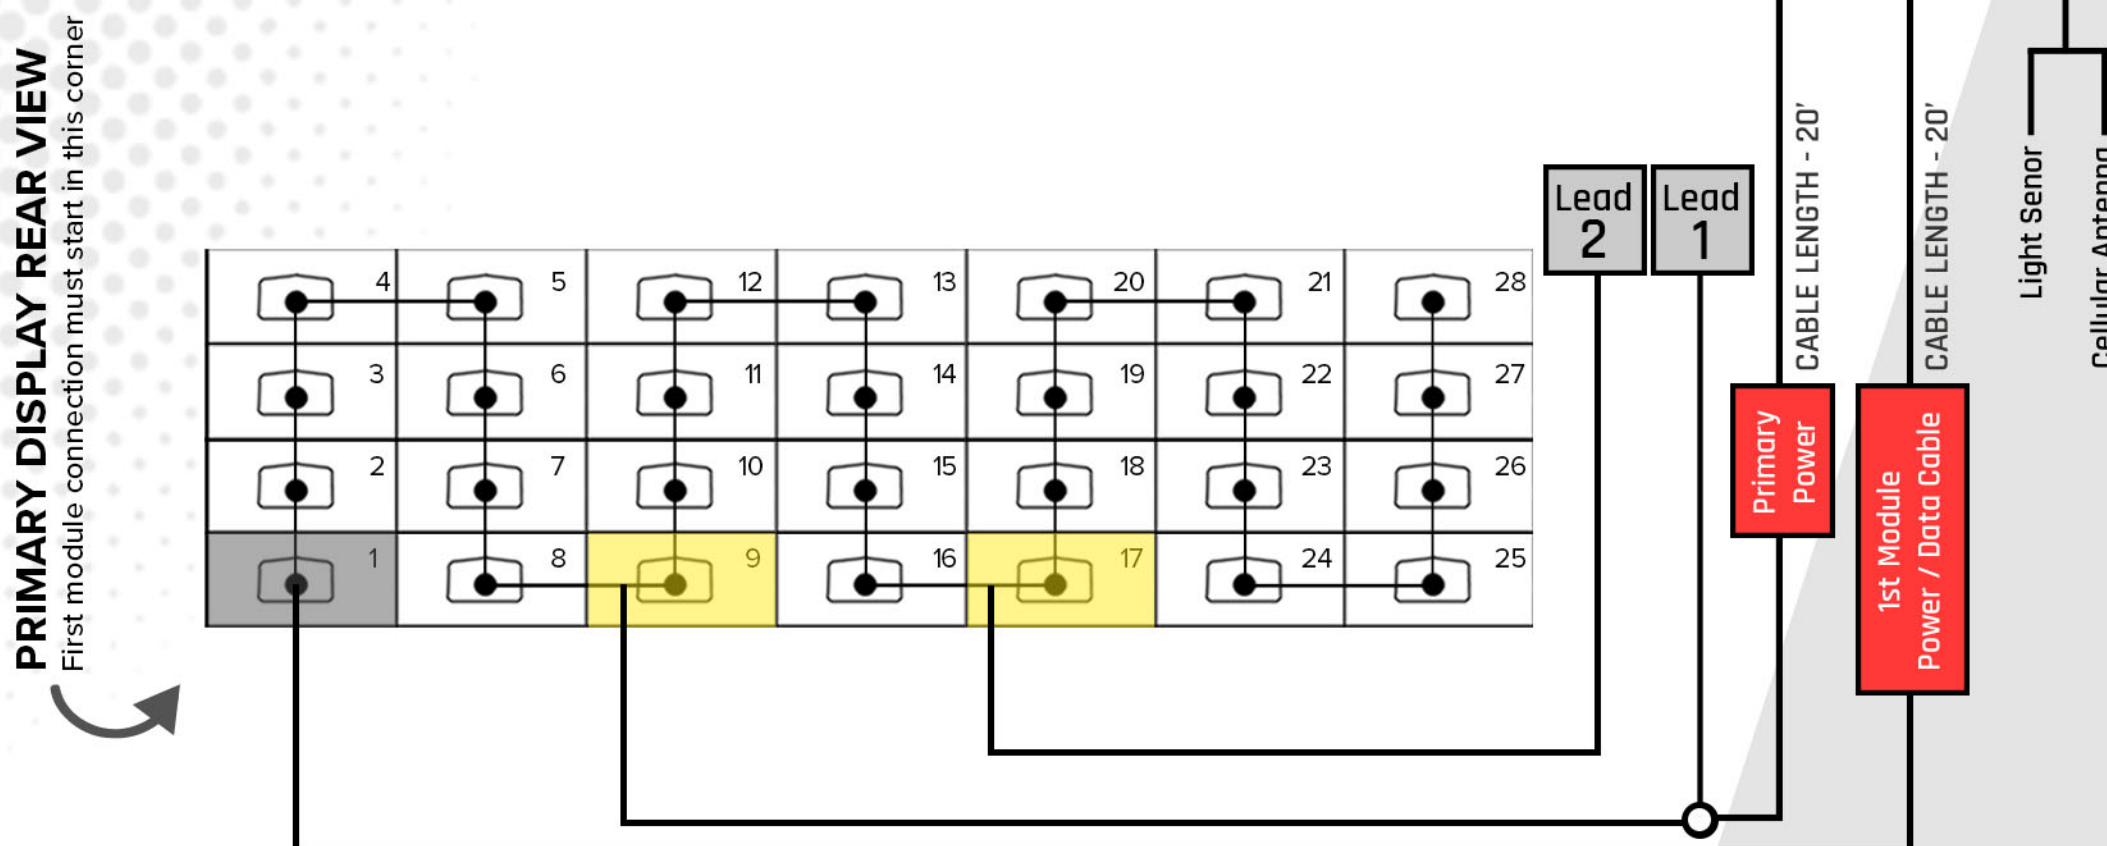 PRIMARY DISPLAY REAR VIEW
First module connection must start in this corner
4 5 12 13 20 21 28
3 6 11 14 19 22 27
2 7 10 15 18 23 26
1 8 9 16 17 24 25
Lead
2
Lead
1
CABLE LENGTH - 20'
Primary
Power
CABLE LENGTH - 20'
1st Module
Power / Data Cable
Light Senor
Cellular Antenna